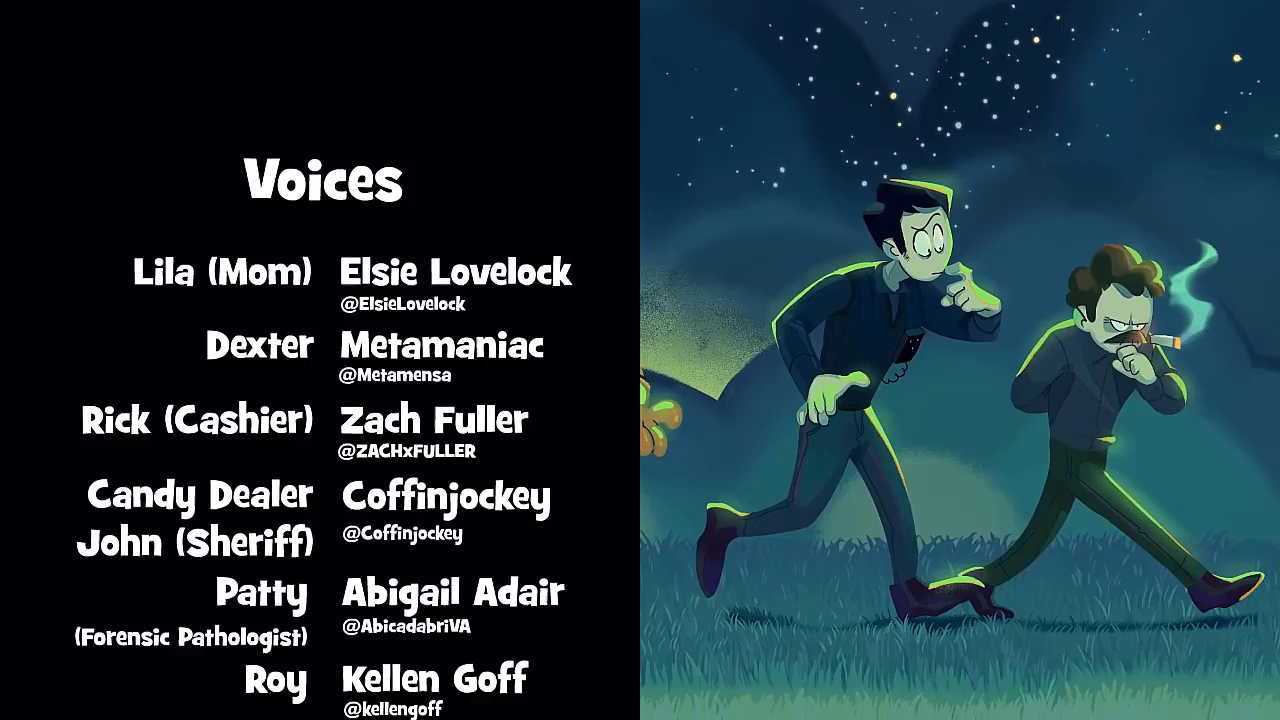 Voices
Lila (Mom) Elsie Lovelock
@ElsieLovelock
Dexter Metamaniac
@Metamensa
Rick (Cashier) Zach Fuller
@ZACHxFULLER
Candy Dealer Coffinjockey
John (Sheriff) @Coffinjockey
Patty Abigail Adair
(Forensic Pathologist) @AbicadabriVA
Roy Kellen Goff
@kellengoff